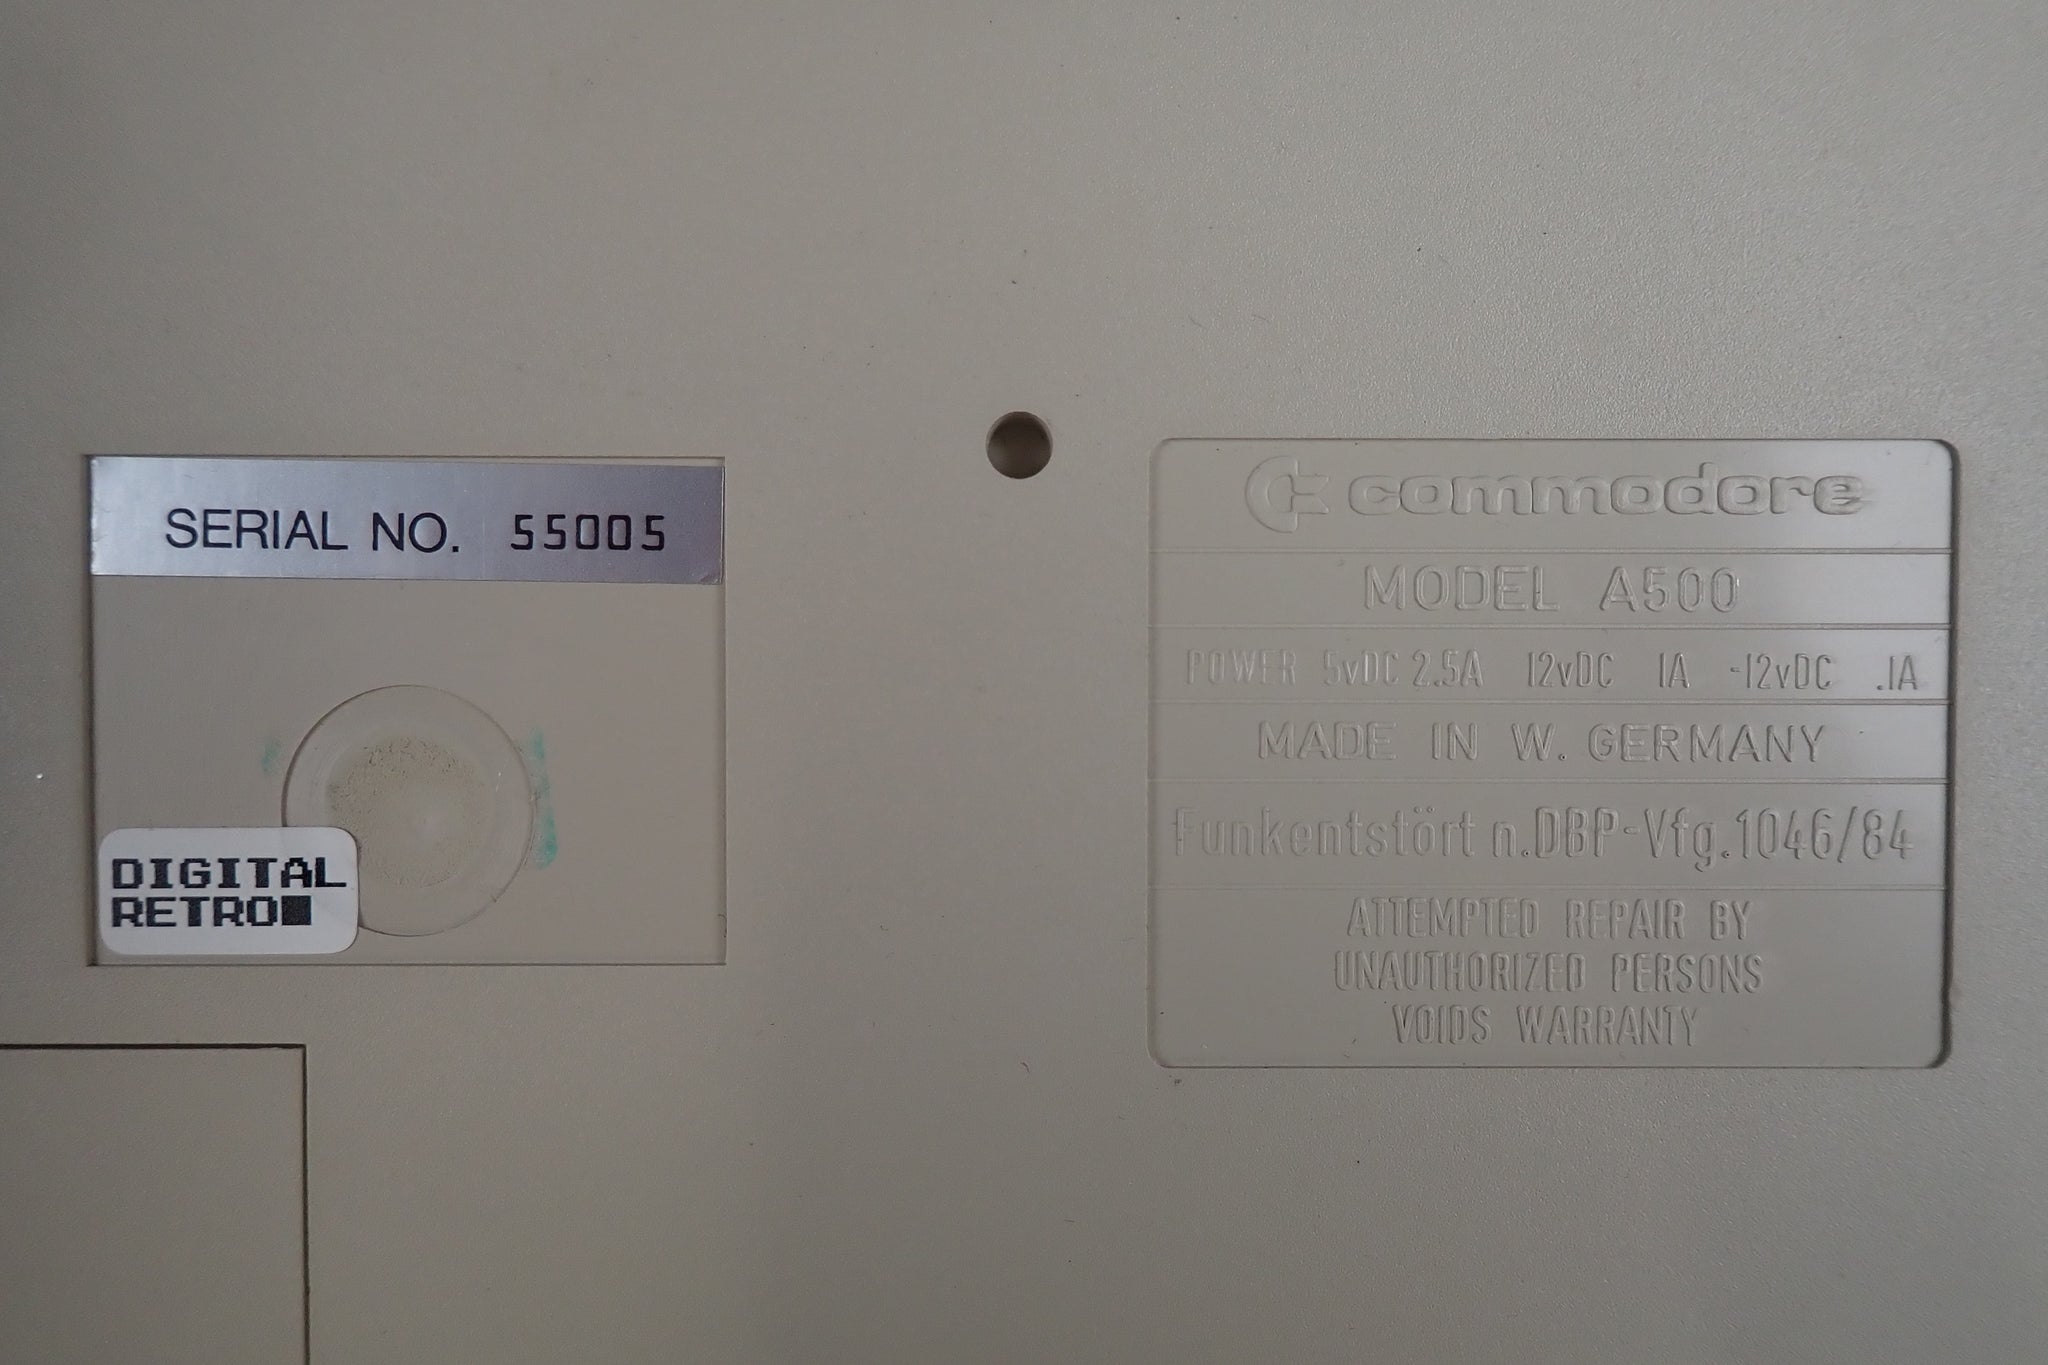 SERIAL NO. 55005
DIGITAL
RETRO
commodore
MODEL A500
POWER 5vDC 2.5A 12vDC 1A -12vDC .1A
MADE IN W. GERMANY
Funkentstört n.DBP-Vfg.1046/84
ATTEMPTED REPAIR BY
UNAUTHORIZED PERSONS
VOIDS WARRANTY